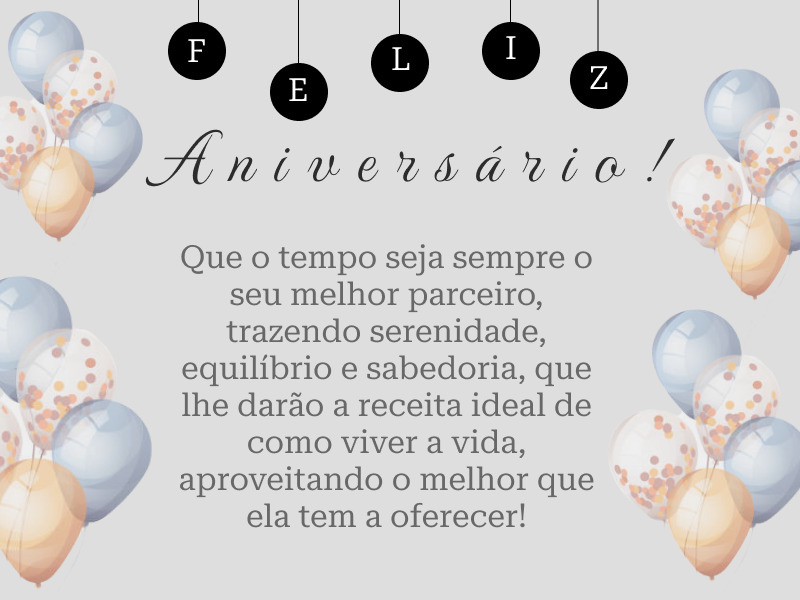 FELIZ
Aniversário!
Que o tempo seja sempre o
seu melhor parceiro,
trazendo serenidade,
equilíbrio e sabedoria, que
lhe darão a receita ideal de
como viver a vida,
aproveitando o melhor que
ela tem a oferecer!